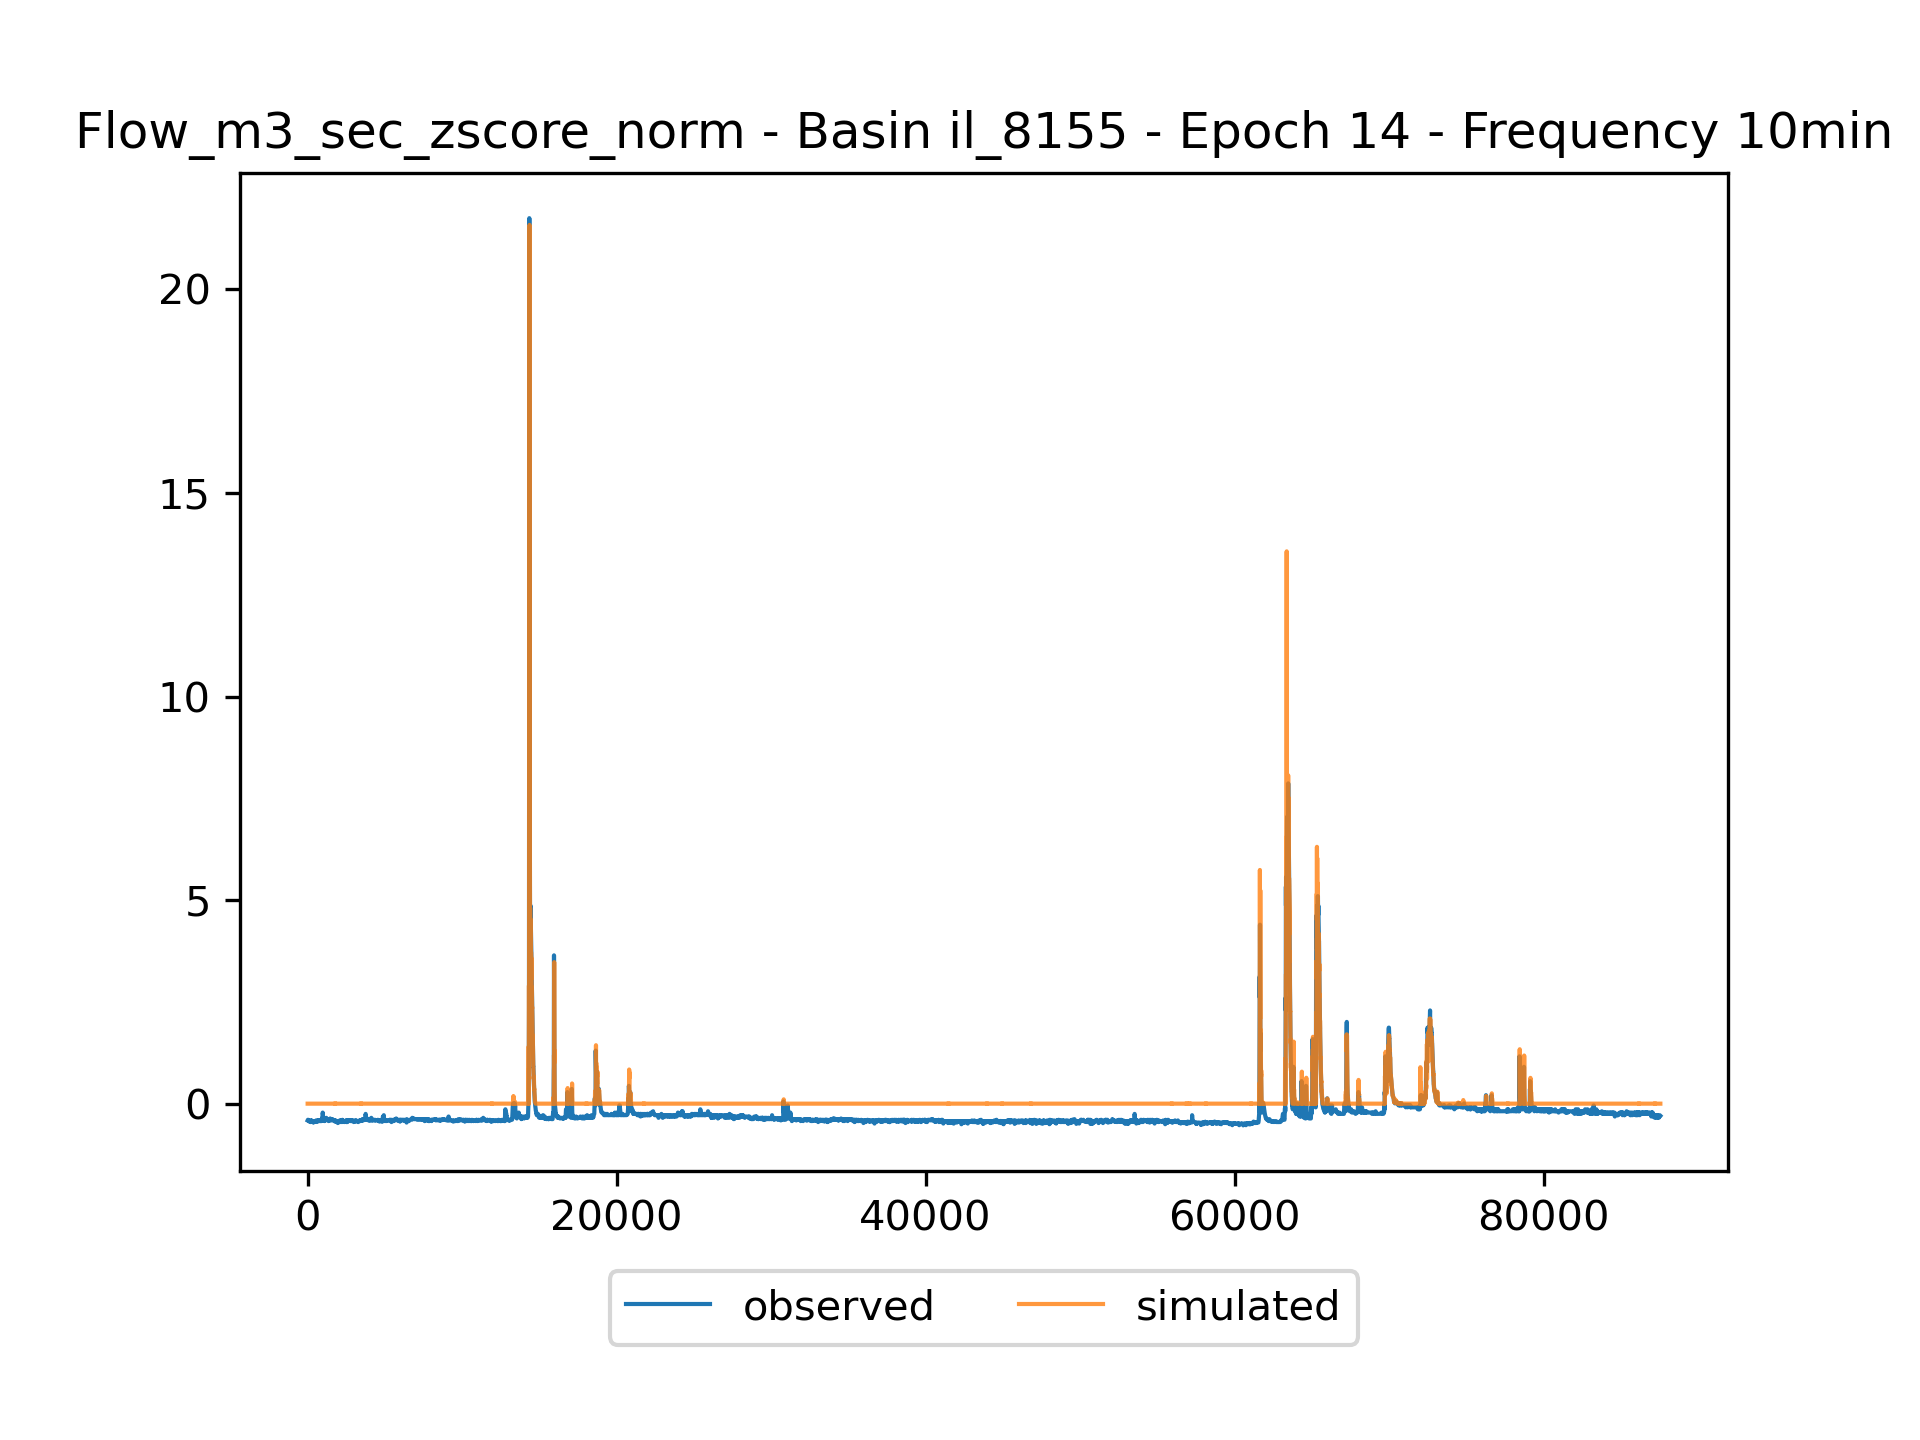 Flow_m3_sec_zscore_norm - Basin il_8155 - Epoch 14 - Frequency 10min
20
15
10
5
0
0 20000 40000 60000 80000
observed simulated